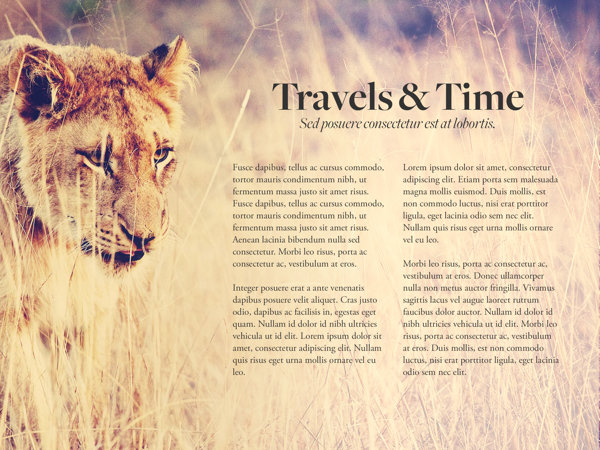 Travels & Time
Sed posuere consectetur est at lobortis.
Fusce dapibus, tellus ac cursus commodo,
tortor mauris condimentum nibh, ut
fermentum massa justo sit amet risus.
Fusce dapibus, tellus ac cursus commodo,
tortor mauris condimentum nibh, ut
fermentum massa justo sit amet risus.
Aenean lacinia bibendum nulla sed
consectetur. Morbi leo risus, porta ac
consectetur ac, vestibulum at eros.
Integer posuere erat a ante venenatis
dapibus posuere velit aliquet. Cras justo
odio, dapibus ac facilisis in, egestas eget
quam. Nullam id dolor id nibh ultricies
vehicula ut id elit. Lorem ipsum dolor sit
amet, consectetur adipiscing elit. Nullam
quis risus eget urna mollis ornare vel eu
leo.
Lorem ipsum dolor sit amet, consectetur
adipiscing elit. Etiam porta sem malesuada
magna mollis euismod. Duis mollis, est
non commodo luctus, nisi erat porttitor
ligula, eget lacinia odio sem nec elit.
Nullam quis risus eget urna mollis ornare
vel eu leo.
Morbi leo risus, porta ac consectetur ac,
vestibulum at eros. Donec ullamcorper
nulla non metus auctor fringilla. Vivamus
sagittis lacus vel augue laoreet rutrum
faucibus dolor auctor. Nullam id dolor id
nibh ultricies vehicula ut id elit. Morbi leo
risus, porta ac consectetur ac, vestibulum
at eros. Duis mollis, est non commodo
luctus, nisi erat porttitor ligula, eget lacinia
odio sem nec elit.